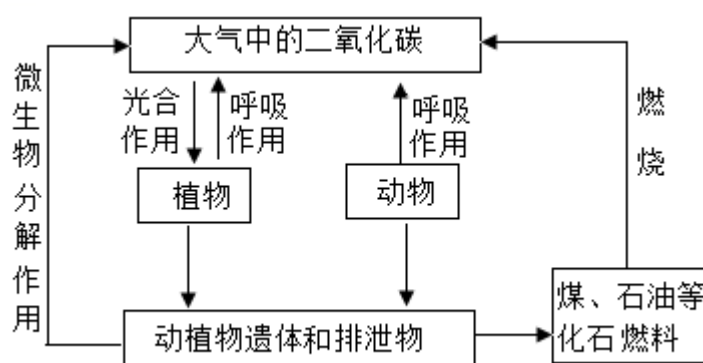 大气中的二氧化碳
微生物分解作用
光合
作用
呼吸
作用
呼吸
作用
燃烧
植物
动物
动植物遗体和排泄物
煤、石油等
化石燃料